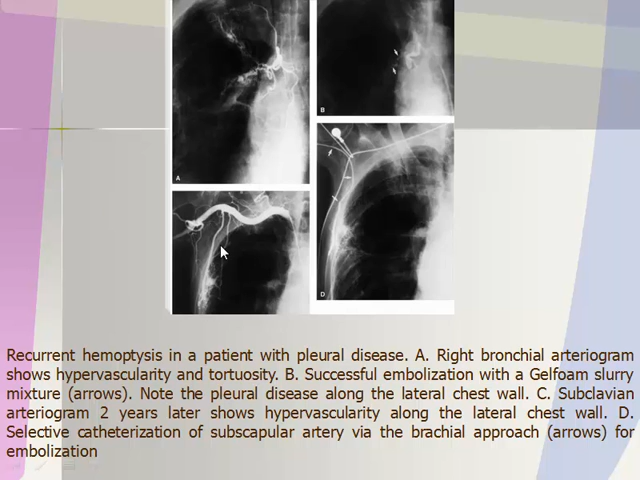 A
B
D
Recurrent hemoptysis in a patient with pleural disease. A. Right bronchial arteriogram
shows hypervascularity and tortuosity. B. Successful embolization with a Gelfoam slurry
mixture (arrows). Note the pleural disease along the lateral chest wall. C. Subclavian
arteriogram 2 years later shows hypervascularity along the lateral chest wall. D.
Selective catheterization of subscapular artery via the brachial approach (arrows) for
embolization